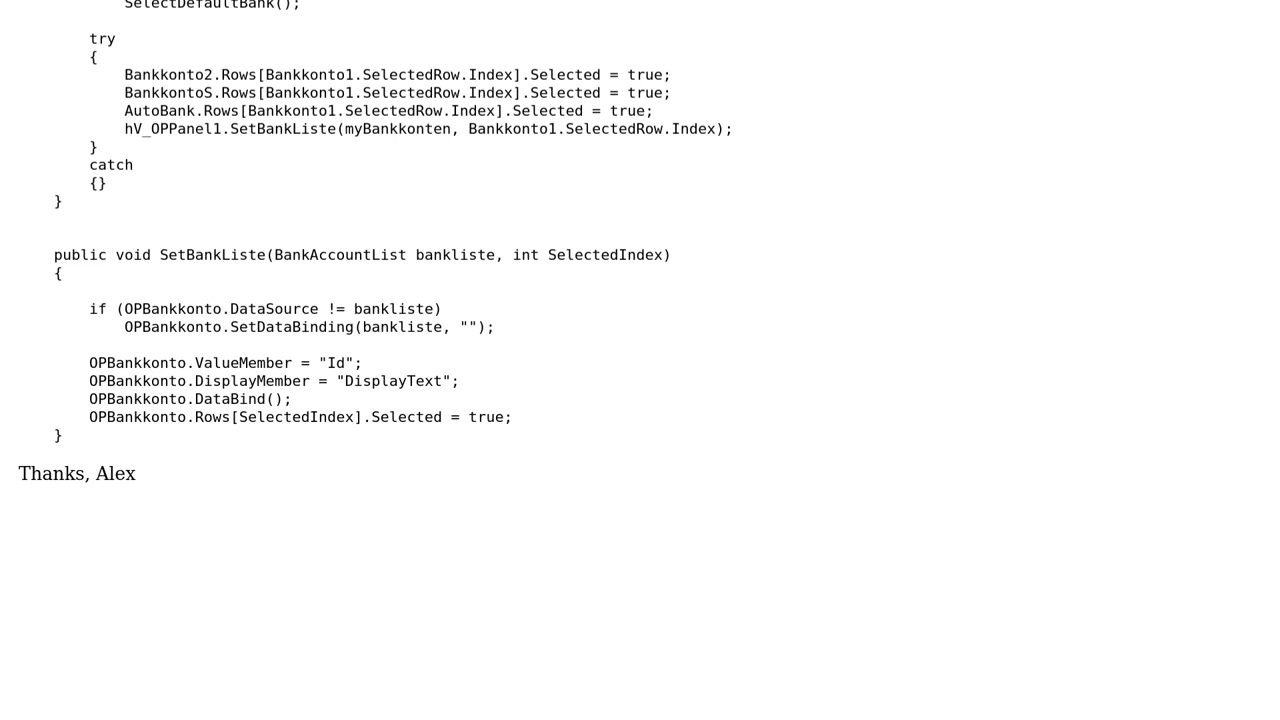 SelectDefaultBank();
try
{
Bankkonto2.Rows[Bankkonto1.SelectedRow.Index].Selected = true;
BankkontoS.Rows[Bankkonto1.SelectedRow.Index].Selected = true;
AutoBank.Rows[Bankkonto1.SelectedRow.Index].Selected = true;
hV_OPPanel1.SetBankListe(myBankkonten, Bankkonto1.SelectedRow.Index);
}
catch
{}
}
public void SetBankListe(BankAccountList bankliste, int SelectedIndex)
{
if (OPBankkonto.DataSource != bankliste)
OPBankkonto.SetDataBinding(bankliste, "");
OPBankkonto.ValueMember = "Id";
OPBankkonto.DisplayMember = "DisplayText";
OPBankkonto.DataBind();
OPBankkonto.Rows[SelectedIndex].Selected = true;
}
Thanks, Alex